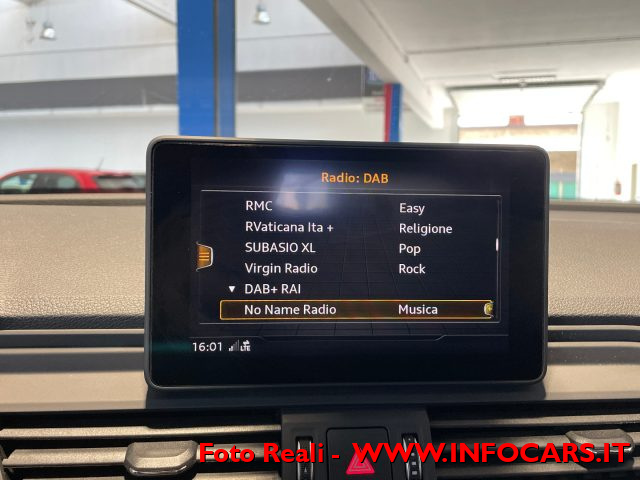 Radio: DAB
RMC Easy
RVaticana Ita + Religione
SUBASIO XL Pop
Virgin Radio Rock
▼ DAB+ RAI
No Name Radio Musica
16:01 LTE
Foto Reali - WWW.INFOCARS.IT